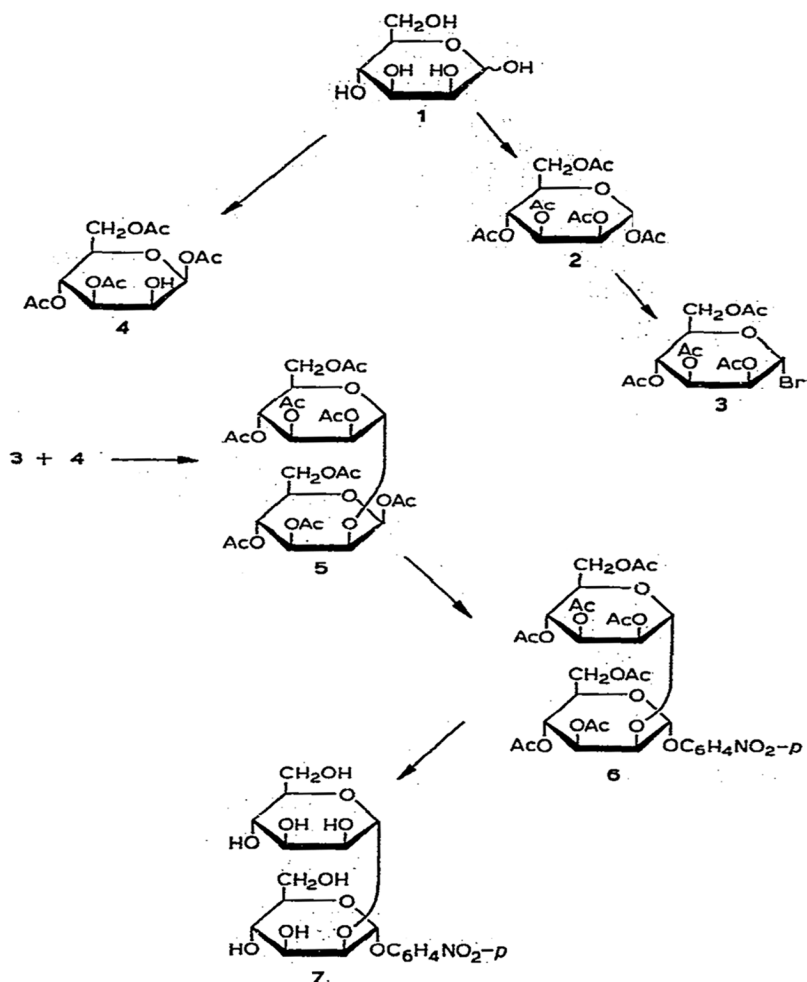 CH₂OH
O
OH HO OH
HO
1
CH₂OAc
O
Ac
O AcO
AcO OAc
2
CH₂OAc
O OAc
OAc OH
AcO
4
CH₂OAc
O
Ac
O AcO
AcO Br
3
3 + 4
CH₂OAc
O
Ac
O AcO
AcO
CH₂OAc
O OAc
OAc O
AcO
5
CH₂OAc
O
Ac
O AcO
AcO
CH₂OAc
O
OAc O
AcO OC₆H₄NO₂-p
6
CH₂OH
O
OH HO
HO
CH₂OH
O
OH O
HO OC₆H₄NO₂-p
7